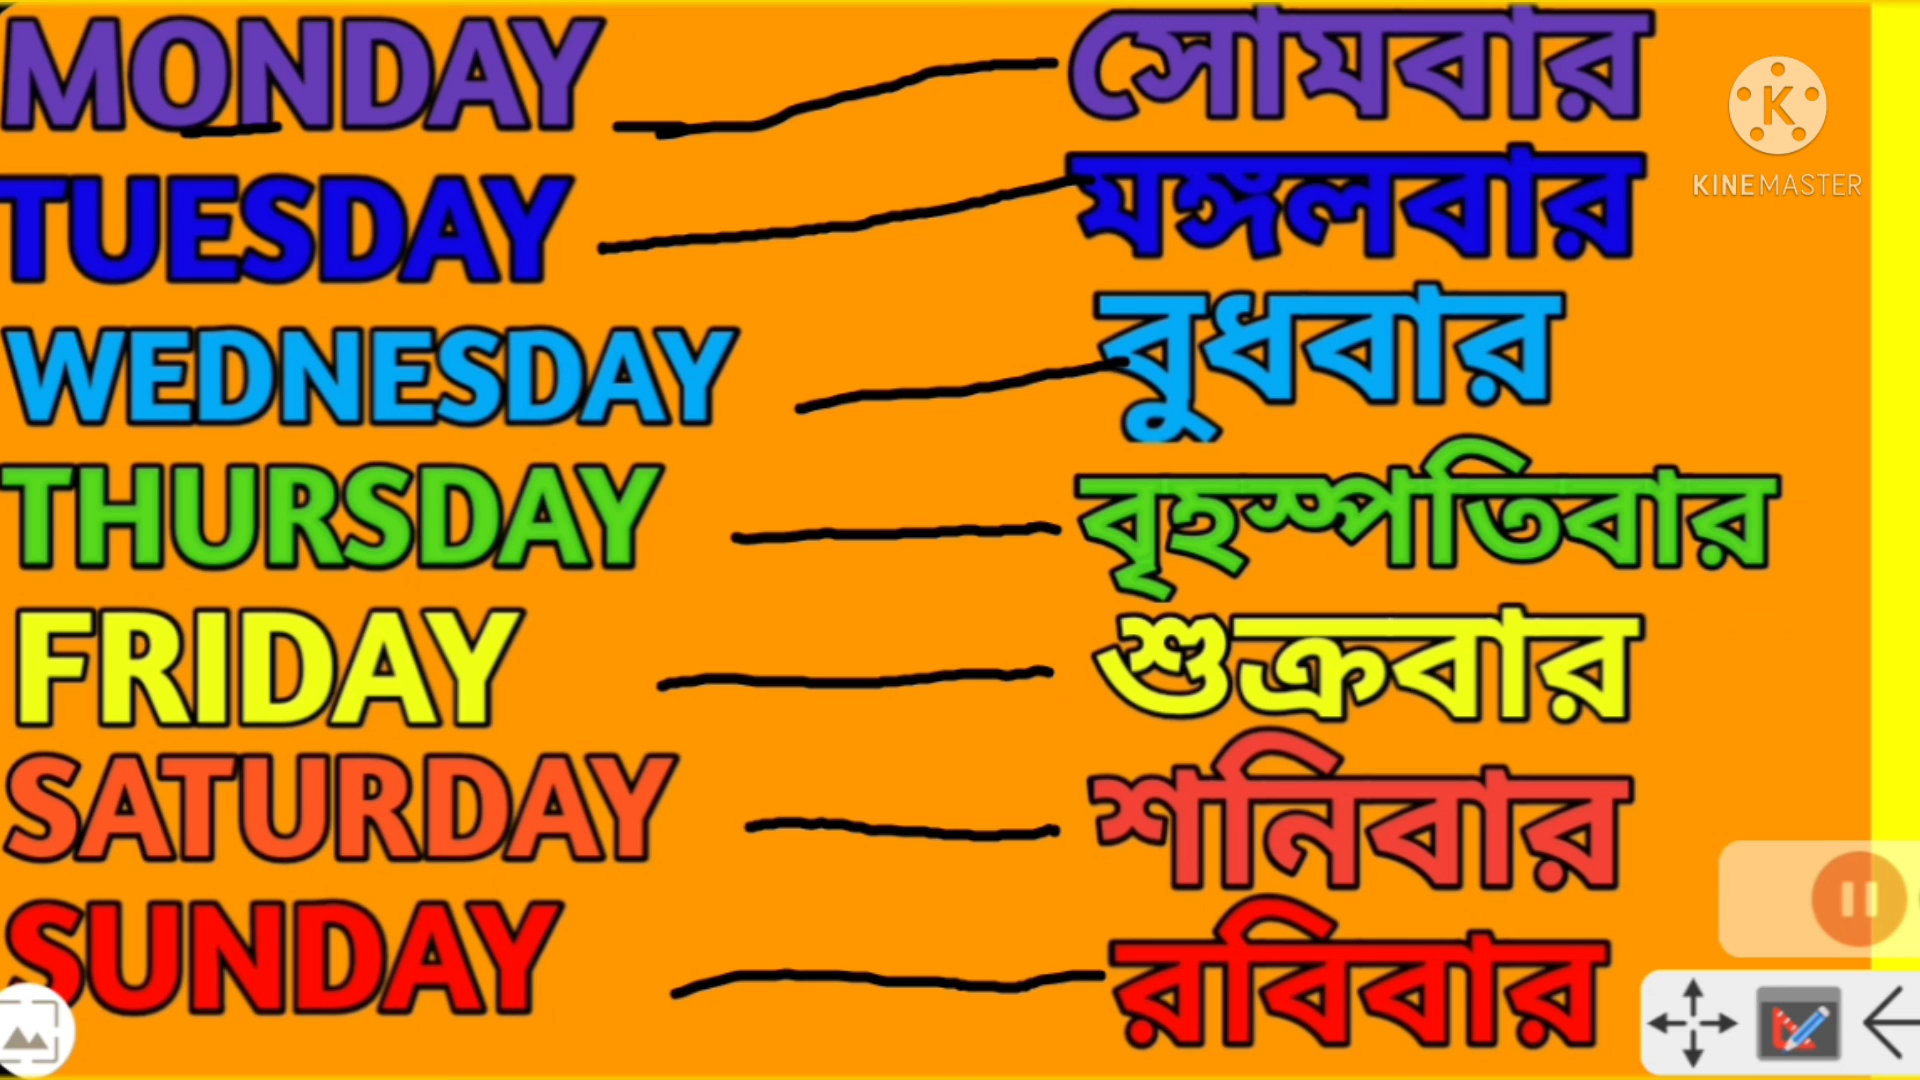 MONDAY সোমবার
KINEMASTER
TUESDAY মঙ্গলবার
WEDNESDAY বুধবার
THURSDAY বৃহস্পতিবার
FRIDAY শুক্রবার
SATURDAY শনিবার
SUNDAY রবিবার